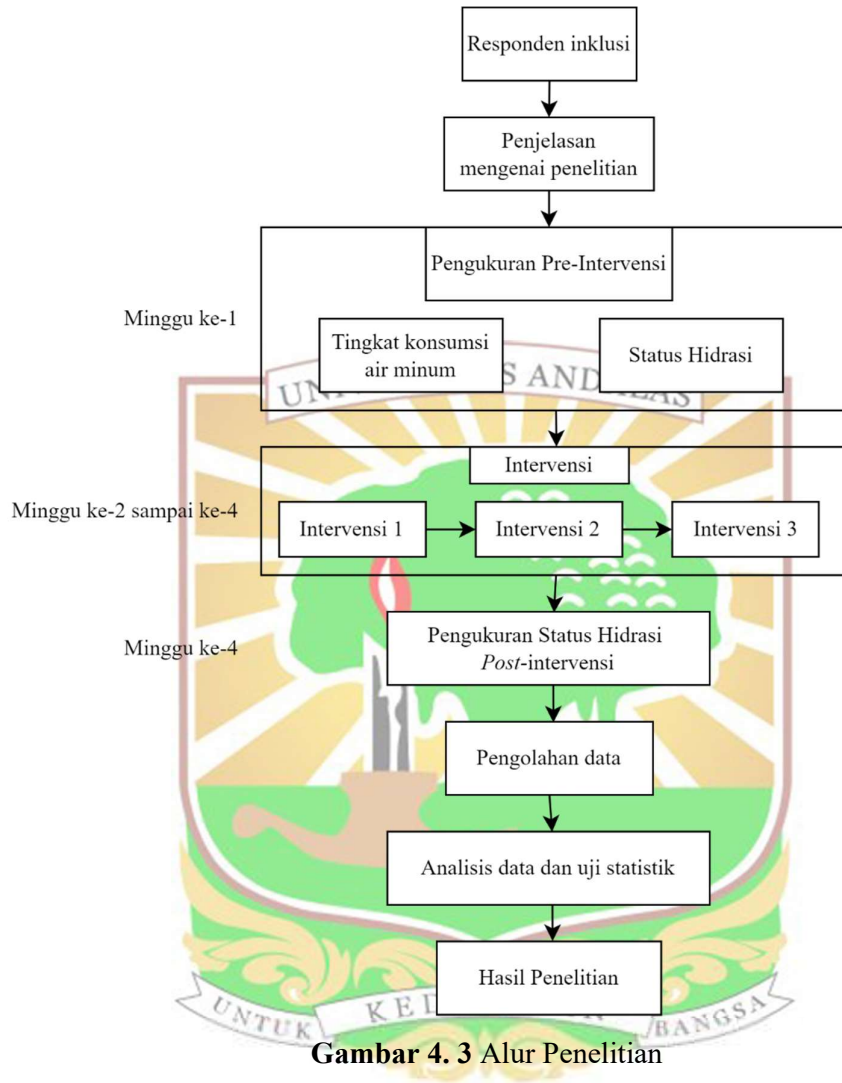 Responden inklusi
Penjelasan
mengenai penelitian
Pengukuran Pre-Intervensi
Minggu ke-1
Tingkat konsumsi
air minum
Status Hidrasi
Intervensi
Minggu ke-2 sampai ke-4
Intervensi 1
Intervensi 2
Intervensi 3
Minggu ke-4
Pengukuran Status Hidrasi
Post-intervensi
Pengolahan data
Analisis data dan uji statistik
Hasil Penelitian
UNTUK
BANGSA
Gambar 4. 3 Alur Penelitian